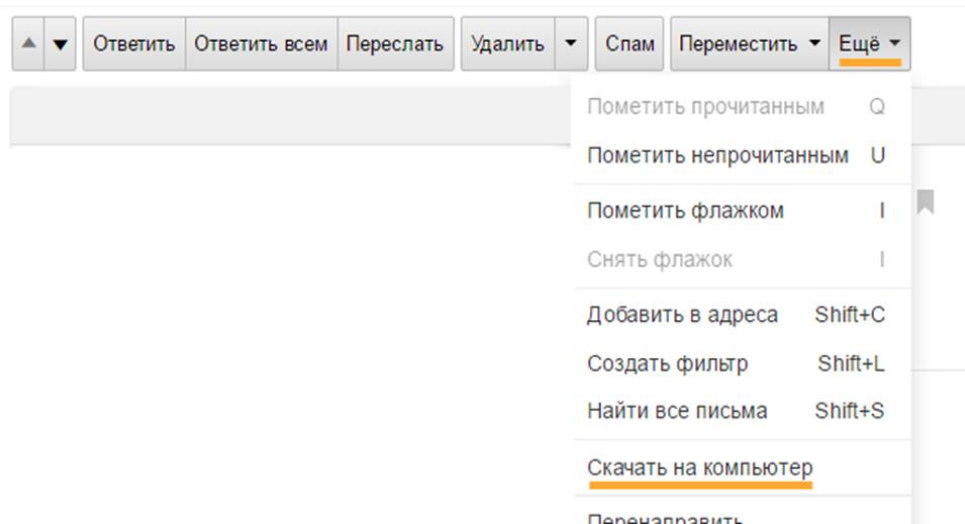 Ответить Ответить всем Переслать Удалить Спам Переместить Ещё
Пометить прочитанным Q
Пометить непрочитанным U
Пометить флажком I
Снять флажок I
Добавить в адреса Shift+C
Создать фильтр Shift+L
Найти все письма Shift+S
Скачать на компьютер
Перенаправить